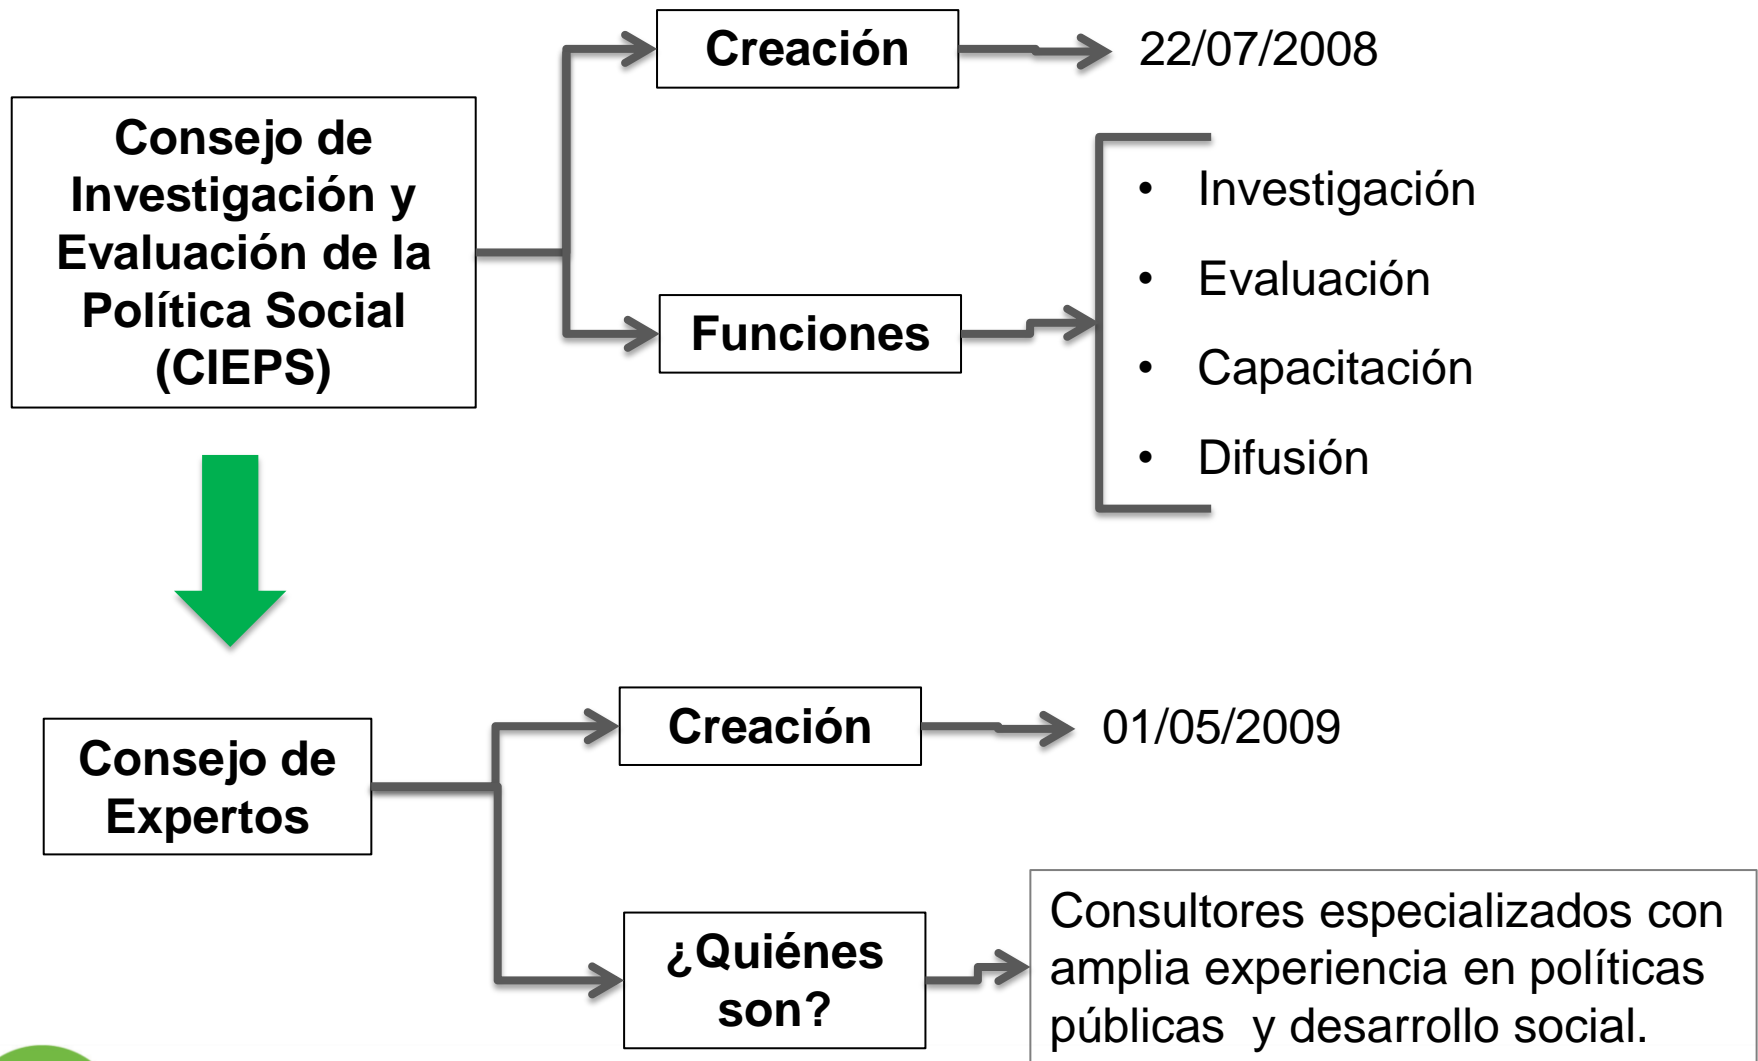 Consejo de
Investigación y
Evaluación de la
Política Social
(CIEPS)
Creación
22/07/2008
Funciones
• Investigación
• Evaluación
• Capacitación
• Difusión
Consejo de
Expertos
Creación
01/05/2009
¿Quiénes
son?
Consultores especializados con
amplia experiencia en políticas
públicas y desarrollo social.